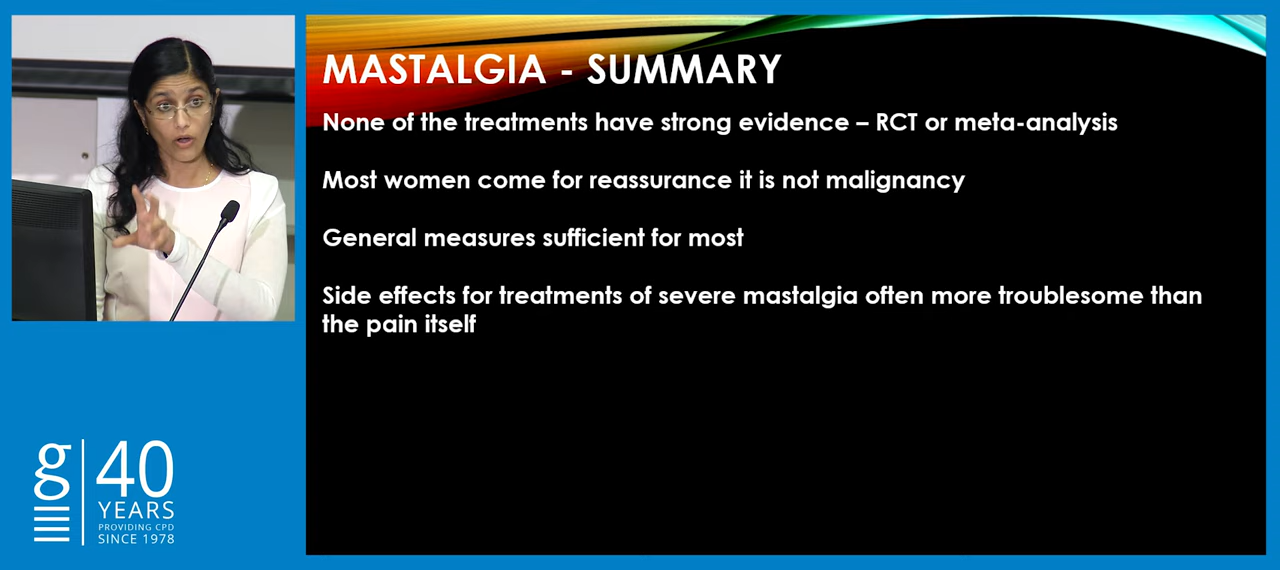 MASTALGIA - SUMMARY
None of the treatments have strong evidence – RCT or meta-analysis
Most women come for reassurance it is not malignancy
General measures sufficient for most
Side effects for treatments of severe mastalgia often more troublesome than
the pain itself
g 40
YEARS
PROVIDING CPD
SINCE 1978